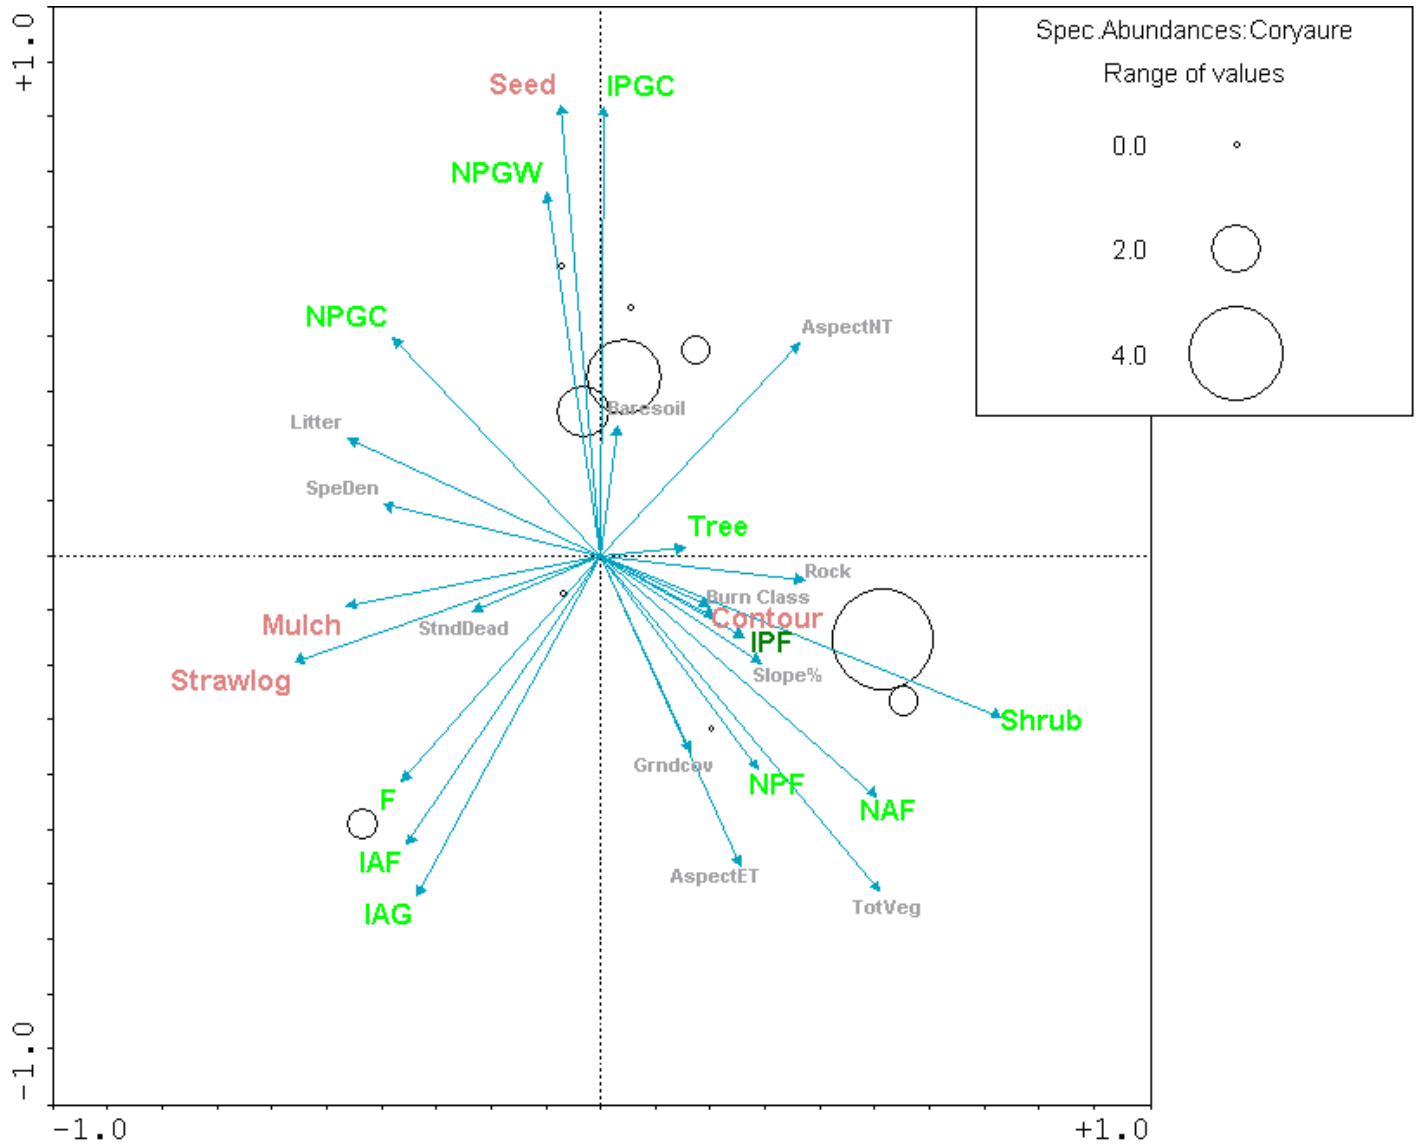 +1.0
Spec.Abundances:Coryaure
Range of values
0.0
2.0
4.0
Seed
IPGC
NPGW
NPGC
AspectNT
Litter
Baresoil
SpeDen
Tree
Rock
Burn Class
Contour
Mulch
StndDead
IPF
Slope%
Strawlog
Shrub
Grndcov
NPF
F
NAF
IAF
AspectET
IAG
TotVeg
-1.0
-1.0
+1.0